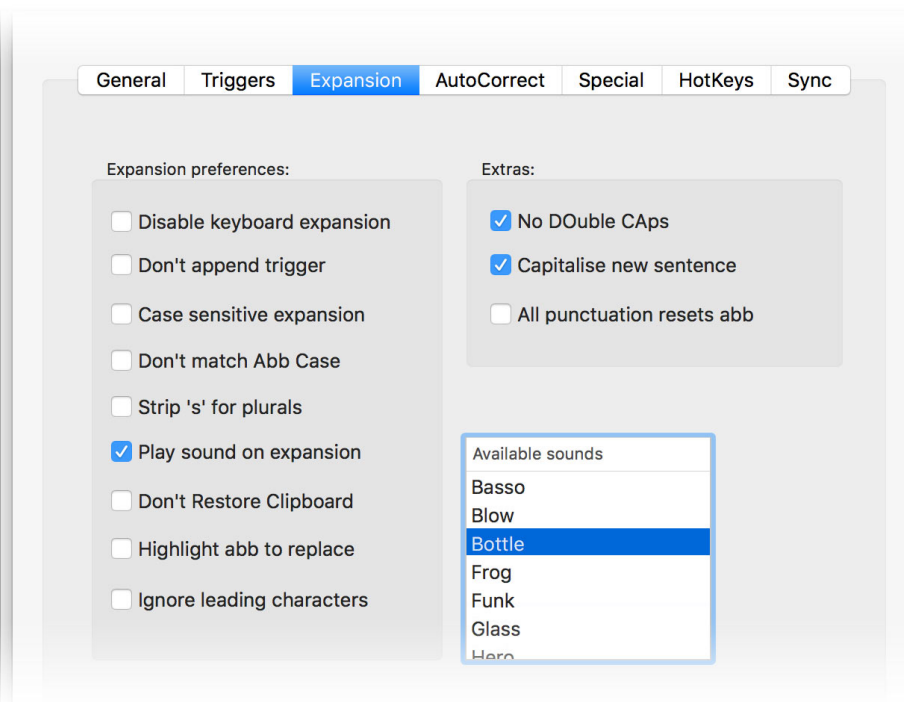 General Triggers Expansion AutoCorrect Special HotKeys Sync
Expansion preferences:
Disable keyboard expansion
Don't append trigger
Case sensitive expansion
Don't match Abb Case
Strip 's' for plurals
Play sound on expansion
Don't Restore Clipboard
Highlight abb to replace
Ignore leading characters
Extras:
No DOuble CAps
Capitalise new sentence
All punctuation resets abb
Available sounds
Basso
Blow
Bottle
Frog
Funk
Glass
Hero